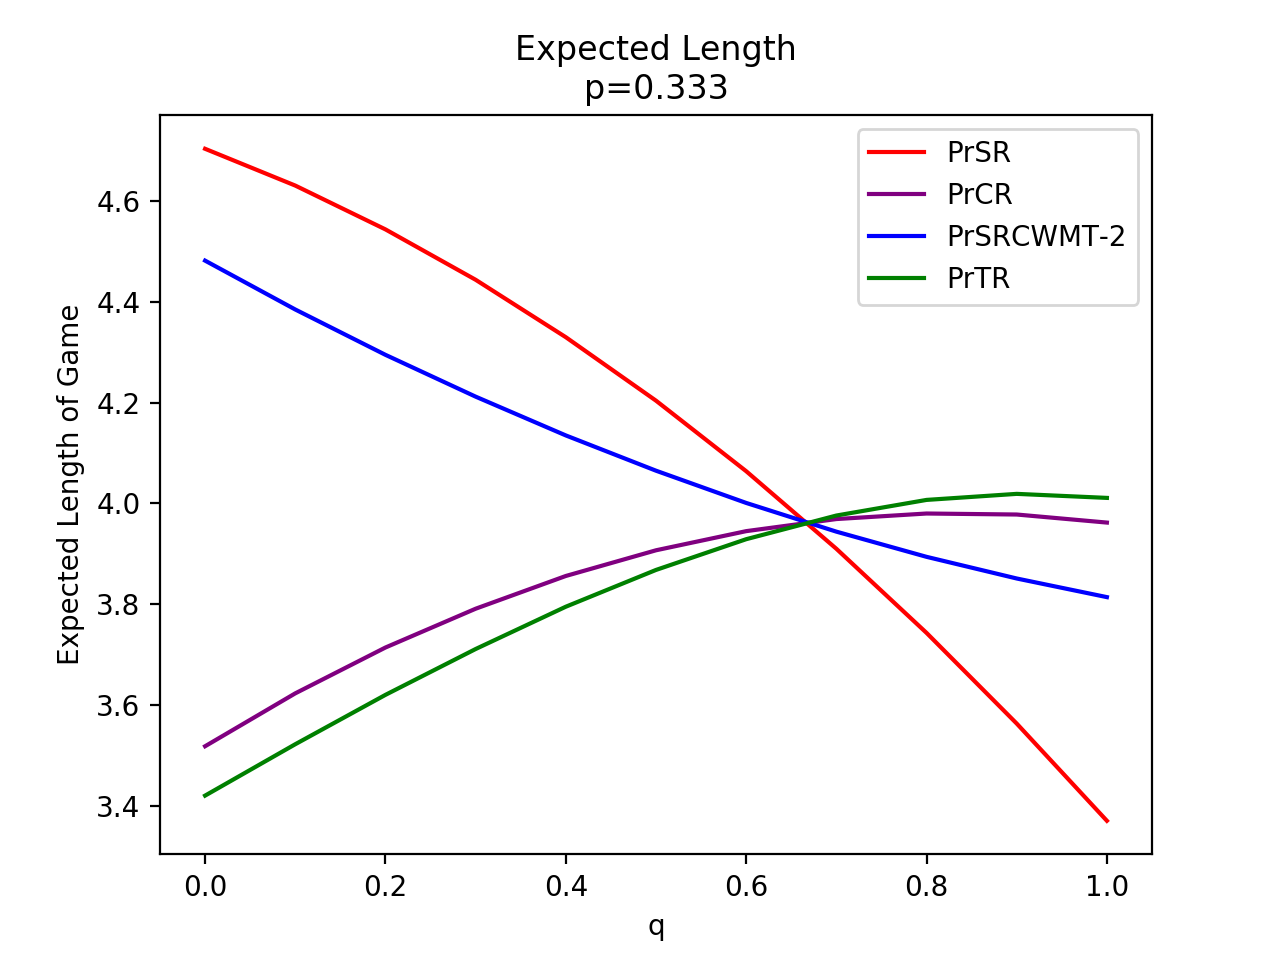 Expected Length
p=0.333
PrSR
PrCR
PrSRCWMT-2
PrTR
Expected Length of Game
4.6
4.4
4.2
4.0
3.8
3.6
3.4
0.0 0.2 0.4 0.6 0.8 1.0
q